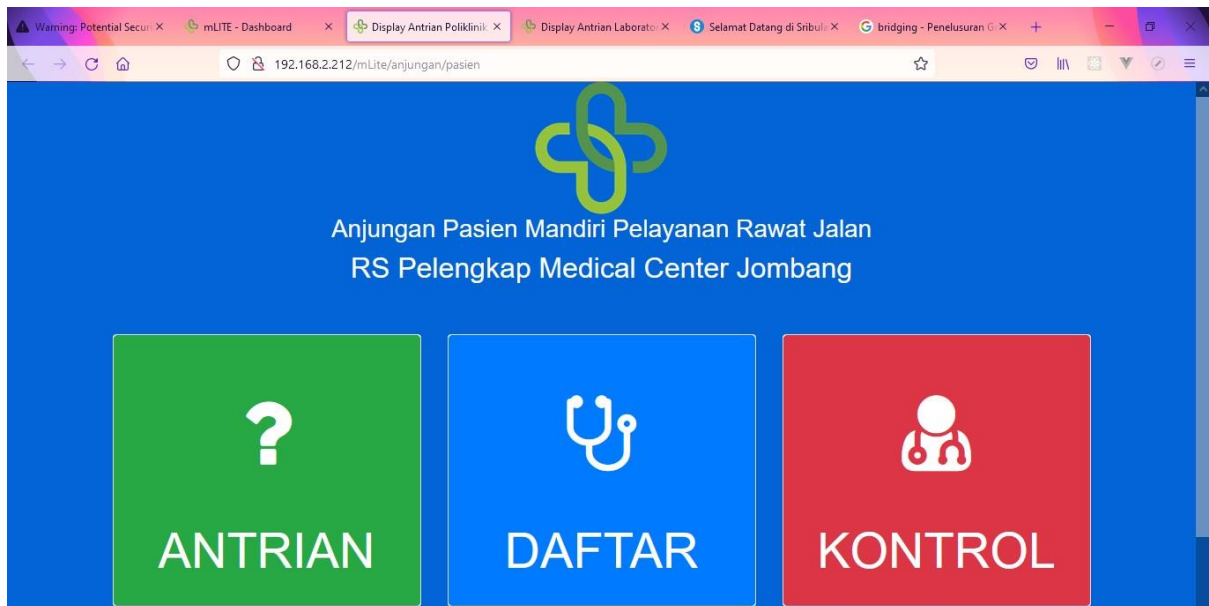 Warning: Potential Securi
mLITE - Dashboard
Display Antrian Poliklinik
Display Antrian Laborator
Selamat Datang di Sribula
bridging - Penelusuran G
192.168.2.212/mLite/anjungan/pasien
Anjungan Pasien Mandiri Pelayanan Rawat Jalan
RS Pelengkap Medical Center Jombang
?
ANTRIAN
DAFTAR
KONTROL